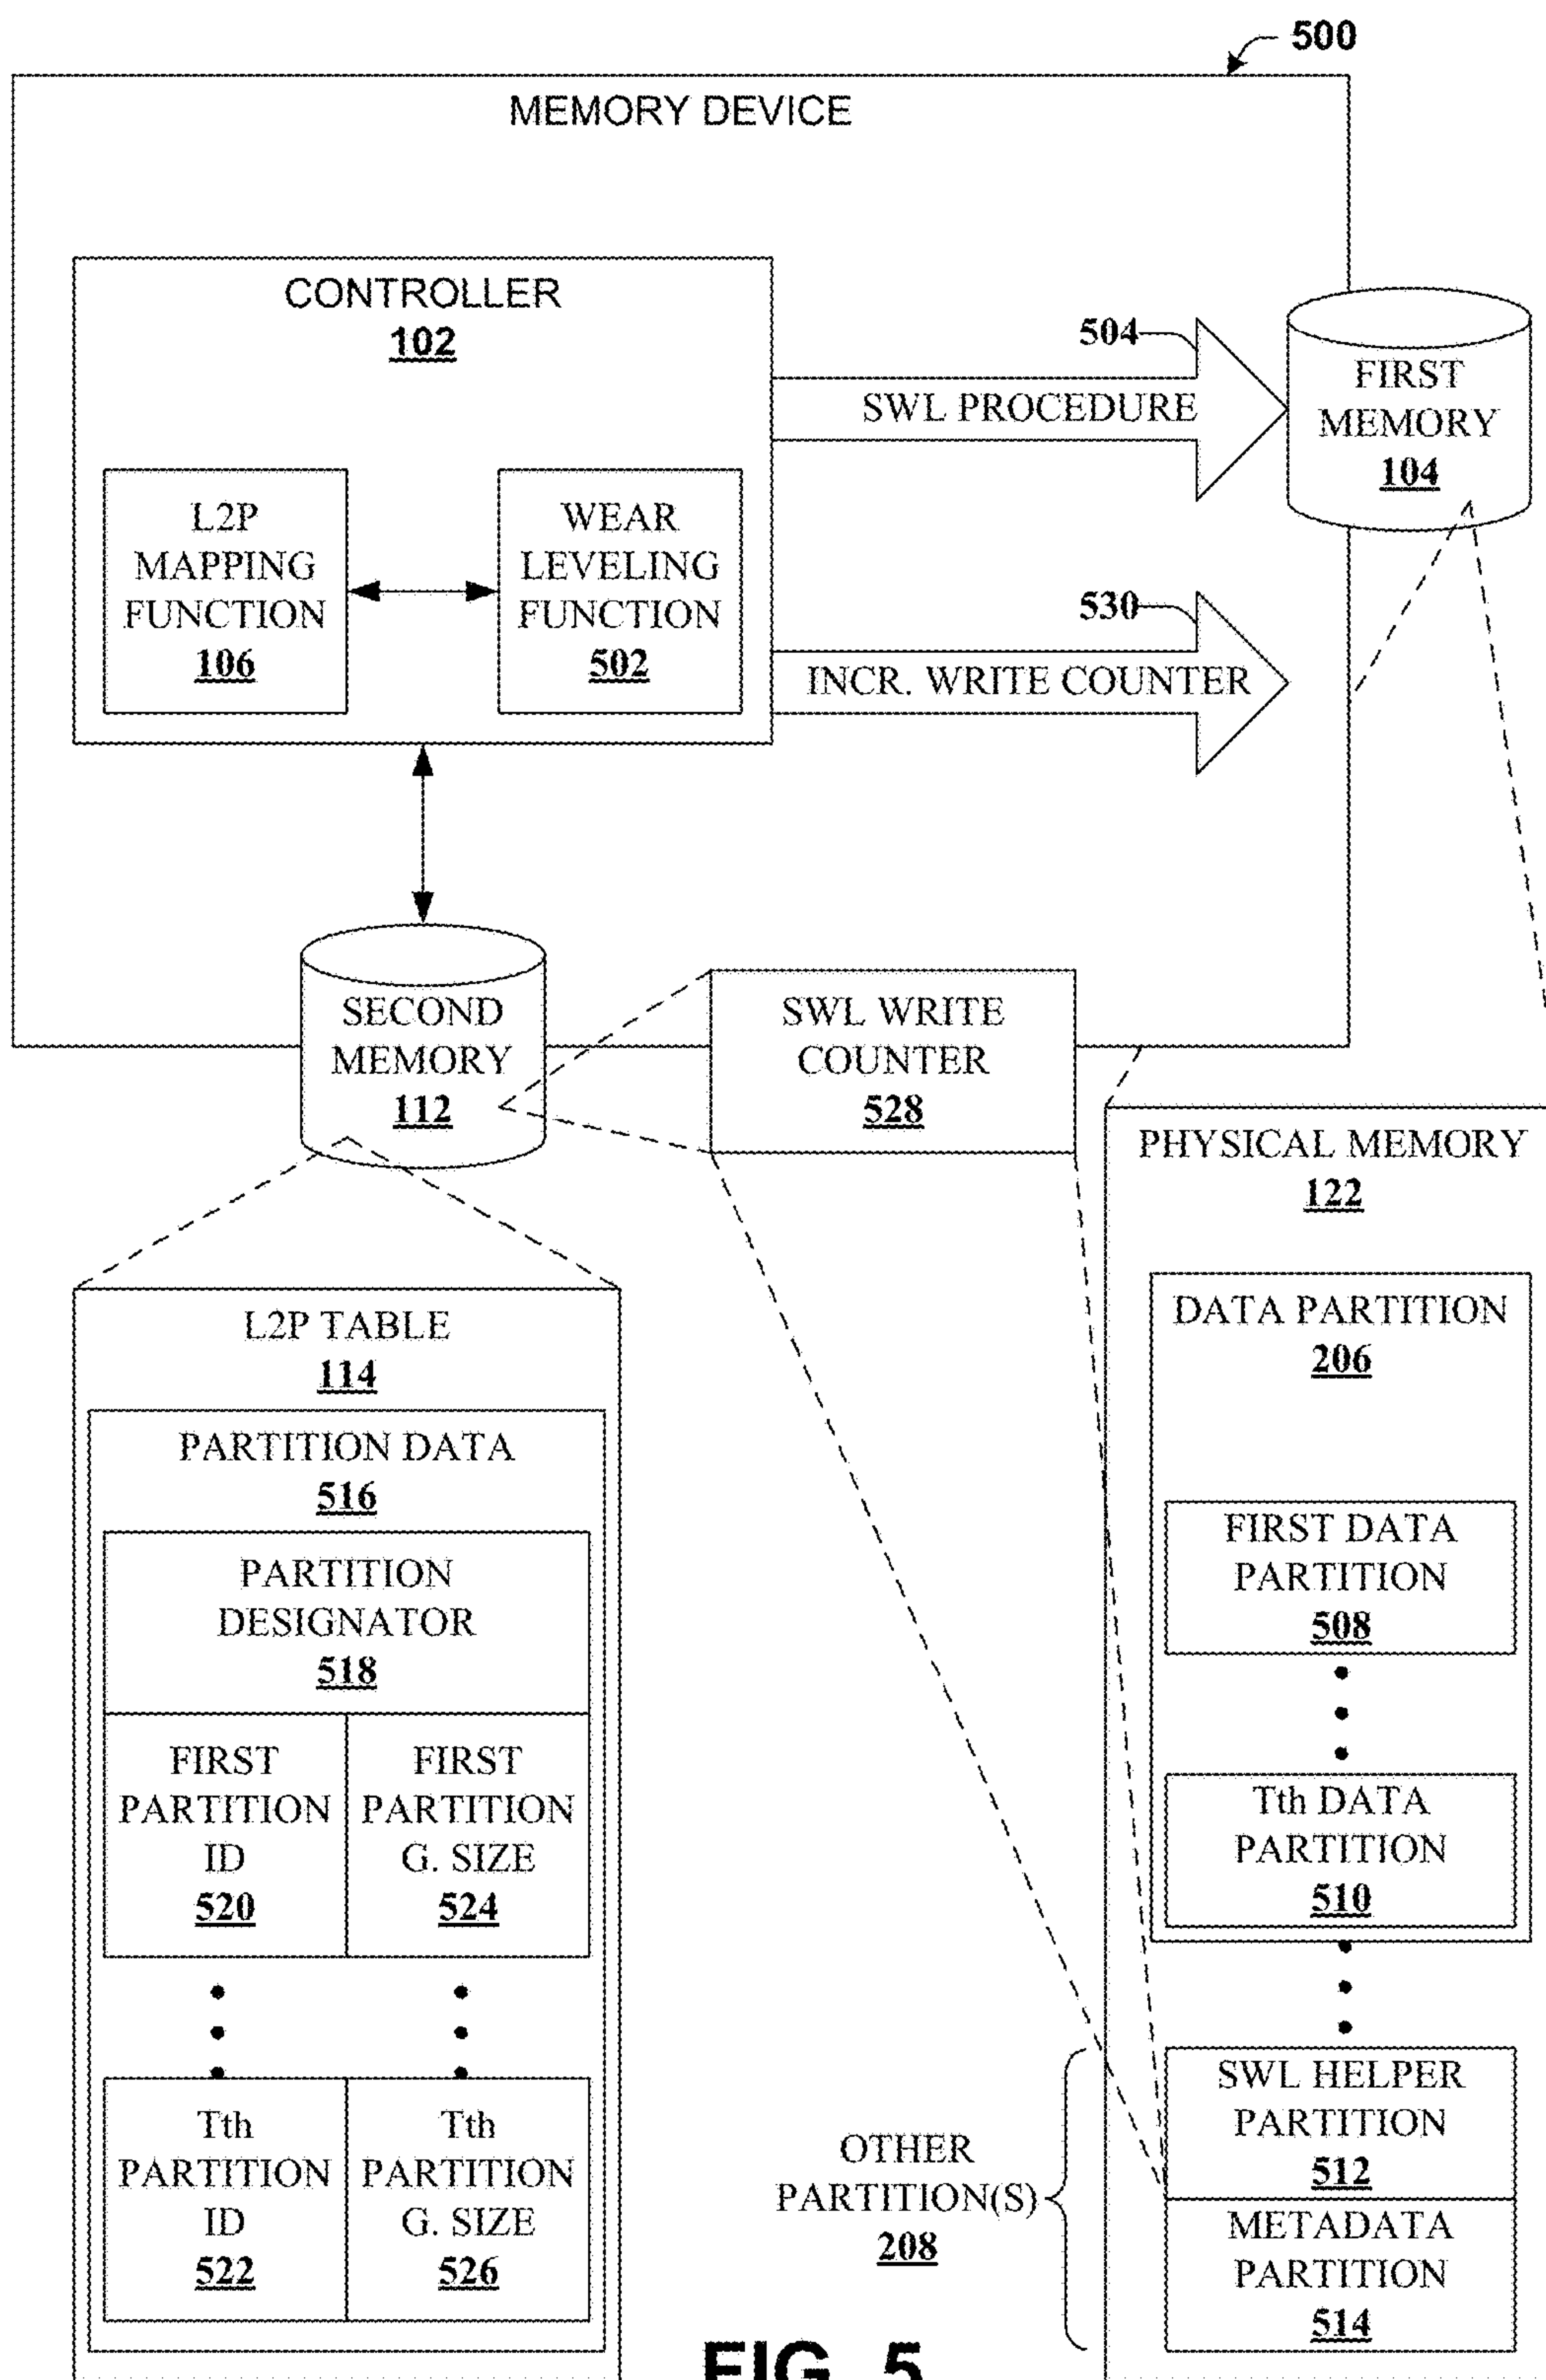 500
MEMORY DEVICE
CONTROLLER
102
L2P
MAPPING
FUNCTION
106
WEAR
LEVELING
FUNCTION
502
504
SWL PROCEDURE
FIRST
MEMORY
104
530
INCR. WRITE COUNTER
SECOND
MEMORY
112
SWL WRITE
COUNTER
528
L2P TABLE
114
PARTITION DATA
516
PARTITION
DESIGNATOR
518
FIRST
PARTITION
ID
520
FIRST
PARTITION
G. SIZE
524
Tth
PARTITION
ID
522
Tth
PARTITION
G. SIZE
526
PHYSICAL MEMORY
122
DATA PARTITION
206
FIRST DATA
PARTITION
508
Tth DATA
PARTITION
510
OTHER
PARTITION(S)
208
SWL HELPER
PARTITION
512
METADATA
PARTITION
514
FIG. 5